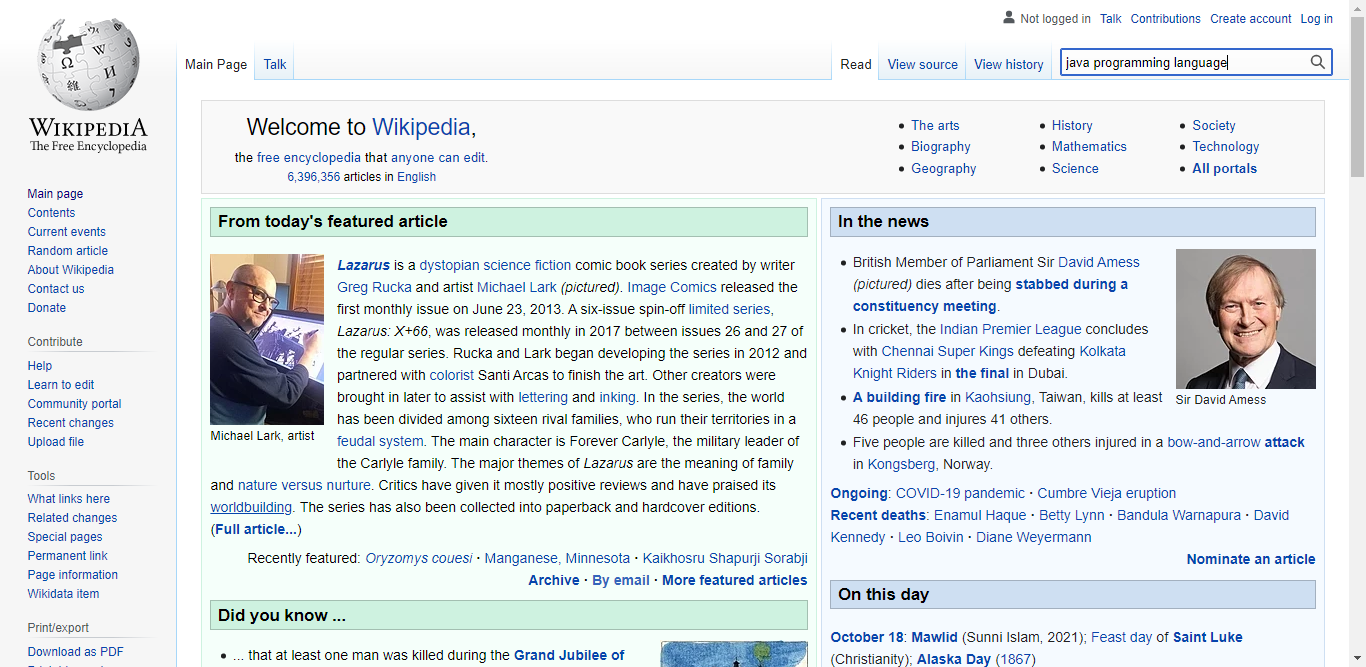 Not logged in Talk Contributions Create account Log in
Main Page Talk Read View source View history java programming language
WIKIPEDIA
The Free Encyclopedia
Main page
Contents
Current events
Random article
About Wikipedia
Contact us
Donate
Contribute
Help
Learn to edit
Community portal
Recent changes
Upload file
Tools
What links here
Related changes
Special pages
Permanent link
Page information
Wikidata item
Print/export
Download as PDF
Welcome to Wikipedia,
the free encyclopedia that anyone can edit.
6,396,356 articles in English
The arts
Biography
Geography
History
Mathematics
Science
Society
Technology
All portals
From today's featured article
Lazarus is a dystopian science fiction comic book series created by writer
Greg Rucka and artist Michael Lark (pictured). Image Comics released the
first monthly issue on June 23, 2013. A six-issue spin-off limited series,
Lazarus: X+66, was released monthly in 2017 between issues 26 and 27 of
the regular series. Rucka and Lark began developing the series in 2012 and
partnered with colorist Santi Arcas to finish the art. Other creators were
brought in later to assist with lettering and inking. In the series, the world
has been divided among sixteen rival families, who run their territories in a
feudal system. The main character is Forever Carlyle, the military leader of
the Carlyle family. The major themes of Lazarus are the meaning of family
and nature versus nurture. Critics have given it mostly positive reviews and have praised its
worldbuilding. The series has also been collected into paperback and hardcover editions.
(Full article...)
Michael Lark, artist
Recently featured: Oryzomys couesi · Manganese, Minnesota · Kaikhosru Shapurji Sorabji
Archive · By email · More featured articles
Did you know ...
... that at least one man was killed during the Grand Jubilee of
In the news
British Member of Parliament Sir David Amess
(pictured) dies after being stabbed during a
constituency meeting.
In cricket, the Indian Premier League concludes
with Chennai Super Kings defeating Kolkata
Knight Riders in the final in Dubai.
A building fire in Kaohsiung, Taiwan, kills at least
46 people and injures 41 others.
Five people are killed and three others injured in a bow-and-arrow attack
in Kongsberg, Norway.
Sir David Amess
Ongoing: COVID-19 pandemic · Cumbre Vieja eruption
Recent deaths: Enamul Haque · Betty Lynn · Bandula Warnapura · David
Kennedy · Leo Boivin · Diane Weyermann
Nominate an article
On this day
October 18: Mawlid (Sunni Islam, 2021); Feast day of Saint Luke
(Christianity); Alaska Day (1867)